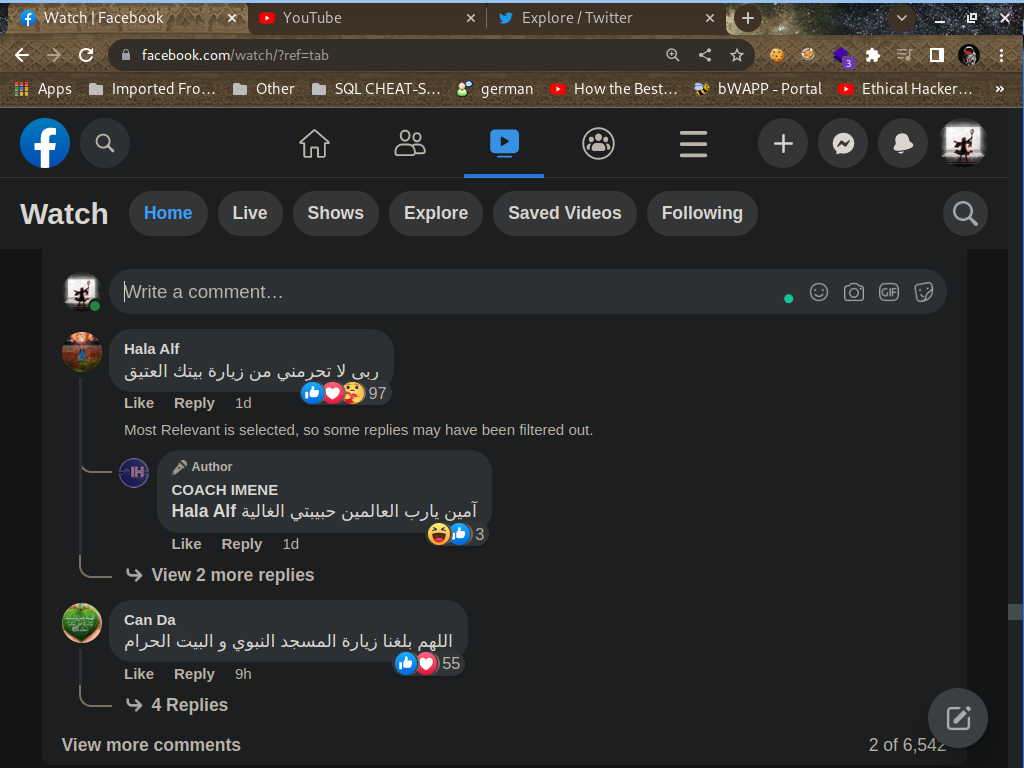 Watch | Facebook
YouTube
Explore / Twitter
facebook.com/watch/?ref=tab
3
Apps
Imported Fro…
Other
SQL CHEAT-S…
german
How the Best…
bWAPP - Portal
Ethical Hacker…
»
Watch
Home
Live
Shows
Explore
Saved Videos
Following
Write a comment…
GIF
Hala Alf
ربى لا تحرمني من زيارة بيتك العتيق
97
Like Reply 1d
Most Relevant is selected, so some replies may have been filtered out.
IH
Author
COACH IMENE
Hala Alf آمين يارب العالمين حبيبتي الغالية
3
Like Reply 1d
View 2 more replies
Can Da
اللهم بلغنا زيارة المسجد النبوي و البيت الحرام
55
Like Reply 9h
4 Replies
View more comments
2 of 6,542